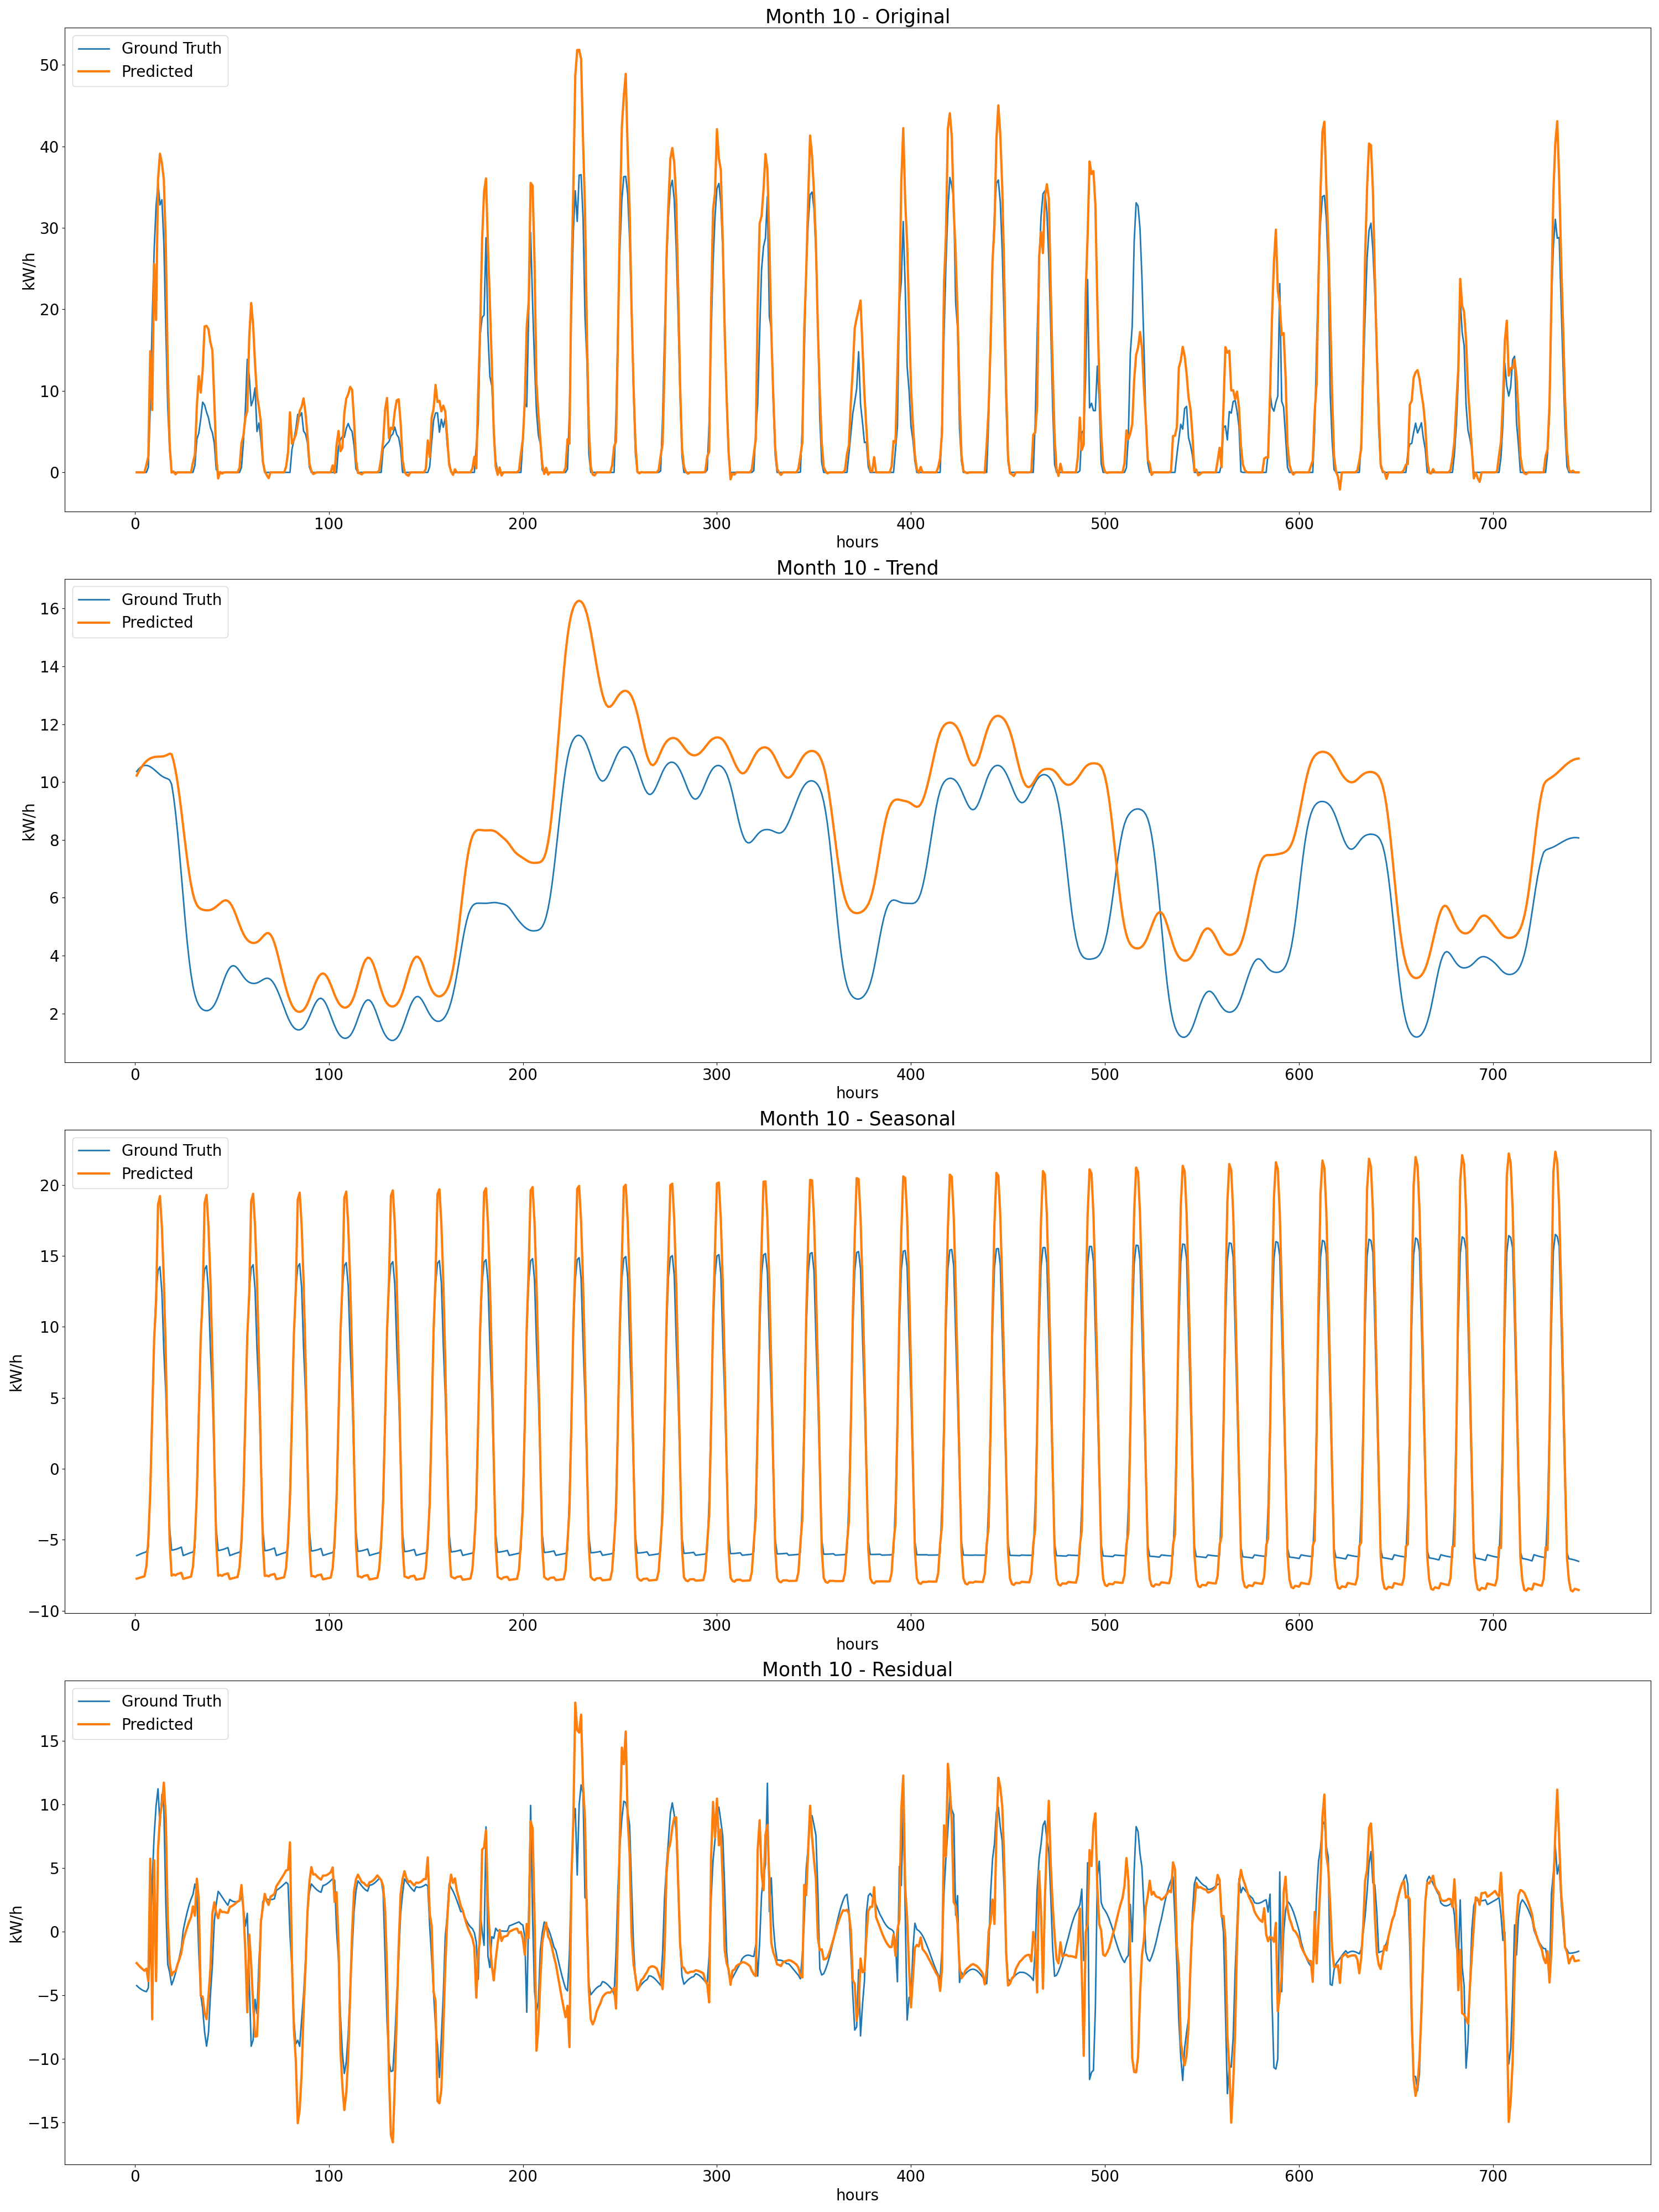 Month 10 - Original
Ground Truth
Predicted
kW/h
50
40
30
20
10
0
0 100 200 300 400 500 600 700
hours
Month 10 - Trend
Ground Truth
Predicted
kW/h
16
14
12
10
8
6
4
2
0 100 200 300 400 500 600 700
hours
Month 10 - Seasonal
Ground Truth
Predicted
kW/h
20
15
10
5
0
−5
−10
0 100 200 300 400 500 600 700
hours
Month 10 - Residual
Ground Truth
Predicted
kW/h
15
10
5
0
−5
−10
−15
0 100 200 300 400 500 600 700
hours